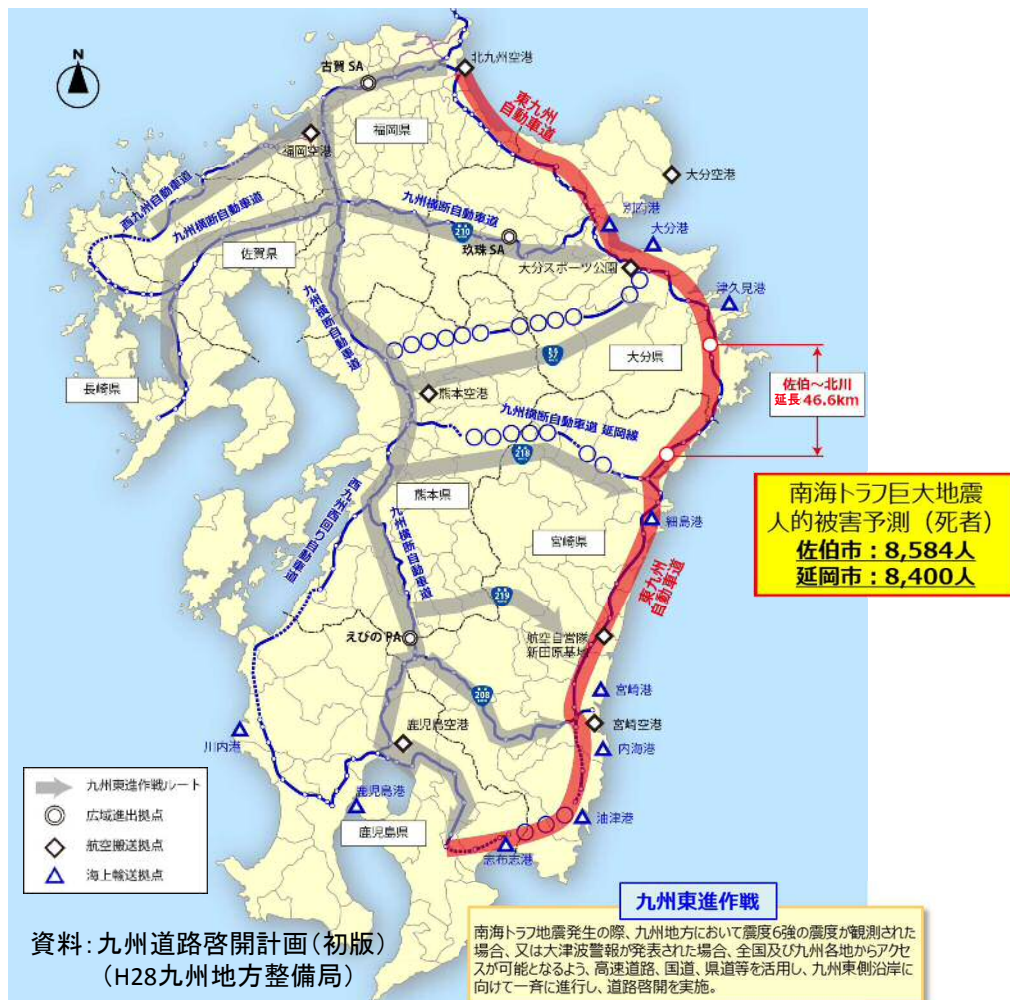 N
北九州空港
古賀SA
東九州
自動車道
福岡県
福岡空港
大分空港
西九州自動車道
九州横断自動車道
九州横断自動車道
210
別府港
大分港
佐賀県
玖珠SA
大分スポーツ公園
津久見港
九州横断自動車道
57
大分県
佐伯~北川
延長46.6km
長崎県
熊本空港
九州横断自動車道 延岡線
218
熊本県
南海トラフ巨大地震
人的被害予測(死者)
佐伯市:8,584人
延岡市:8,400人
西九州西回り自動車道
細島港
九州横断自動車道
宮崎県
東九州
自動車道
219
えびのPA
航空自営隊
新田原基地
208
宮崎港
鹿児島空港
宮崎空港
川内港
内海港
九州東進作戦ルート
広域進出拠点
航空搬送拠点
海上輸送拠点
鹿児島港
鹿児島県
油津港
志布志港
九州東進作戦
南海トラフ地震発生の際、九州地方において震度6強の震度が観測された
場合、又は大津波警報が発表された場合、全国及び九州各地からアクセ
スが可能となるよう、高速道路、国道、県道等を活用し、九州東側沿岸に
向けて一斉に進行し、道路啓開を実施。
資料:九州道路啓開計画(初版)
(H28九州地方整備局)